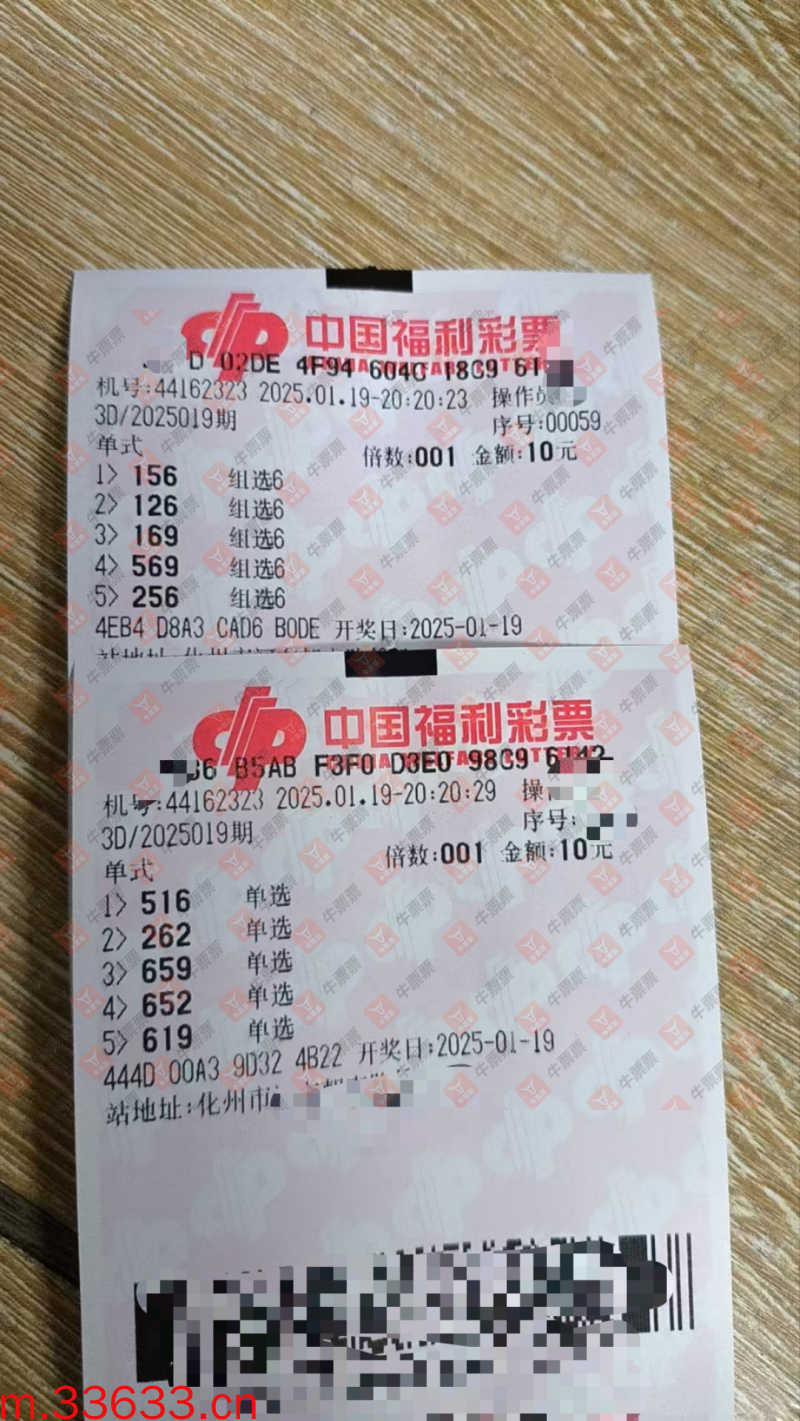 中国福利彩票
D 02DE 4F94 604C 18C9 61
机号:44162323 2025.01.19-20:20:23 操作
3D/2025019期 序号:00059
单式 倍数:001 金额:10元
1> 156 组选6
2> 126 组选6
3> 169 组选6
4> 569 组选6
5> 256 组选6
4EB4 D8A3 CAD6 B0DE 开奖日:2025-01-19
中国福利彩票
B5AB F3F0 D3E0 98C9
机号:44162323 2025.01.19-20:20:29 操
3D/2025019期 序号:
单式 倍数:001 金额:10元
1> 516 单选
2> 262 单选
3> 659 单选
4> 652 单选
5> 619 单选
444D 00A3 9D32 4B22 开奖日:2025-01-19
站地址:化州市
牛票票
m.33633.cn